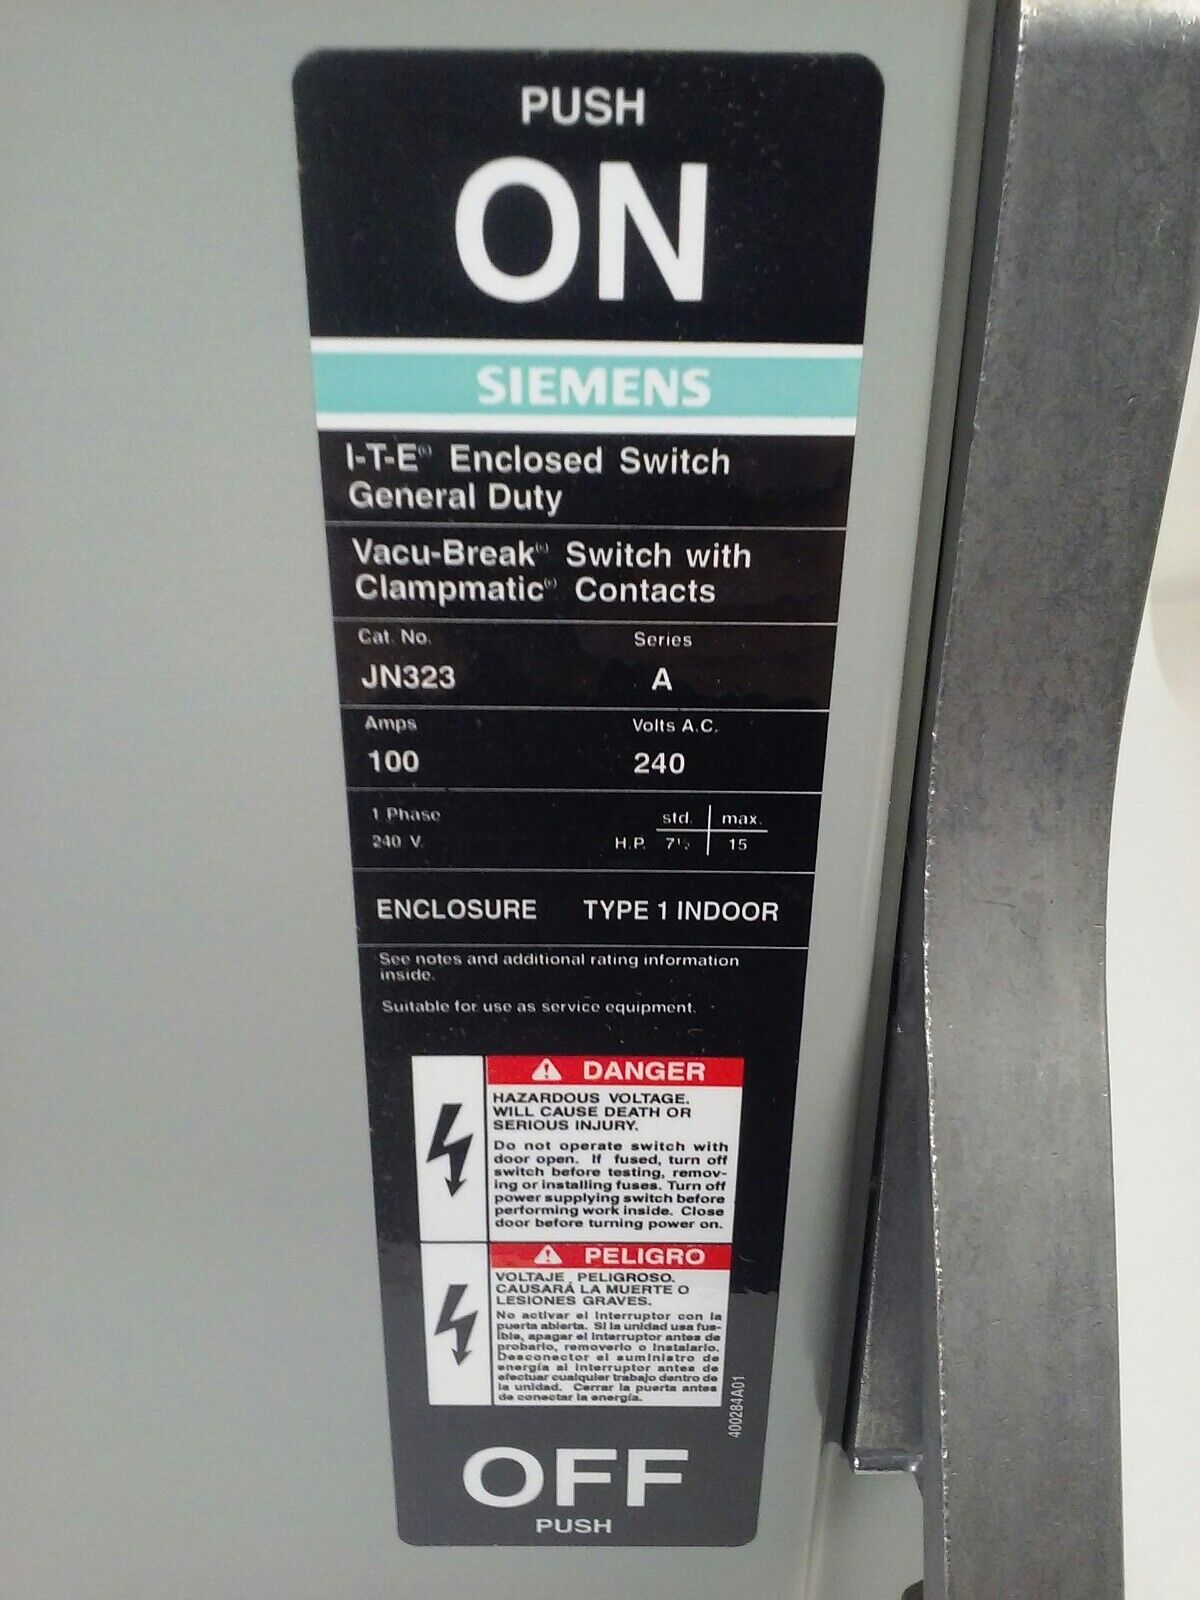 PUSH
ON
SIEMENS
I-T-E® Enclosed Switch
General Duty
Vacu-Break® Switch with
Clampmatic® Contacts
Cat. No. Series
JN323 A
Amps Volts A.C.
100 240
1 Phase std. max.
240 V. H.P. 7½ 15
ENCLOSURE TYPE 1 INDOOR
See notes and additional rating information
inside.
Suitable for use as service equipment.
DANGER
HAZARDOUS VOLTAGE.
WILL CAUSE DEATH OR
SERIOUS INJURY.
Do not operate switch with
door open. If fused, turn off
switch before testing, remov-
ing or installing fuses. Turn off
power supplying switch before
performing work inside. Close
door before turning power on.
PELIGRO
VOLTAJE PELIGROSO.
CAUSARÁ LA MUERTE O
LESIONES GRAVES.
No activar el interruptor con la
puerta abierta. Si la unidad usa fus-
ible, apagar el interruptor antes de
probarlo, removerlo o instalarlo.
Desconector el suministro de
energía al interruptor antes de
efectuar cualquier trabajo dentro de
la unidad. Cerrar la puerta antes
de conectar la energía.
400284A01
OFF
PUSH